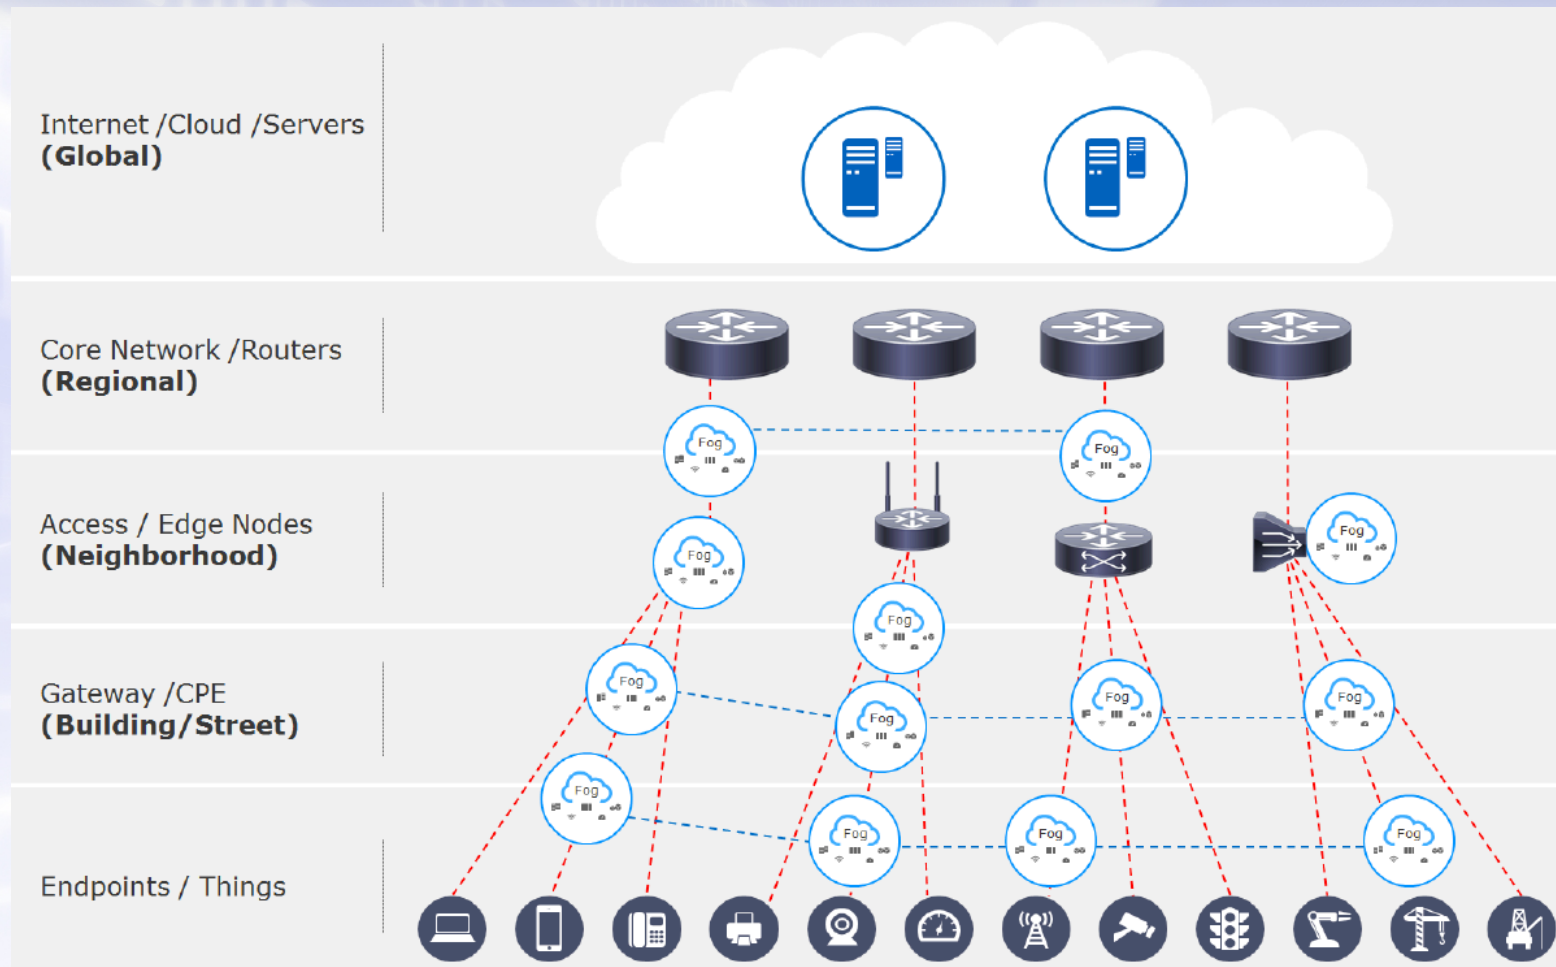 Internet /Cloud /Servers
(Global)
Core Network /Routers
(Regional)
Fog
Fog
Access / Edge Nodes
(Neighborhood)
Fog
Fog
Fog
Gateway /CPE
(Building/Street)
Fog
Fog
Fog
Fog
Fog
Fog
Fog
Fog
Endpoints / Things